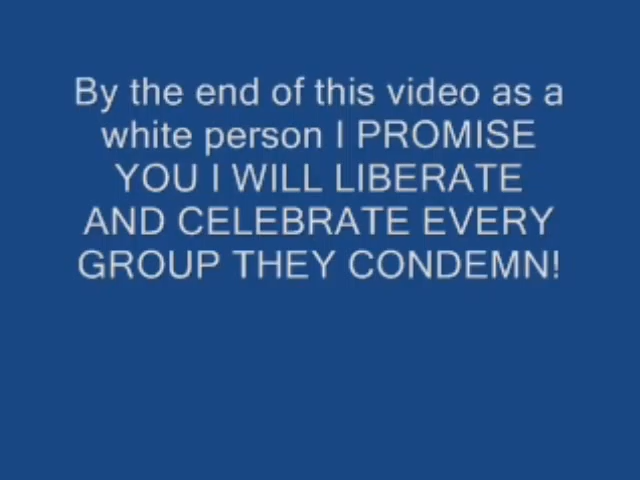 By the end of this video as a
white person I PROMISE
YOU I WILL LIBERATE
AND CELEBRATE EVERY
GROUP THEY CONDEMN!